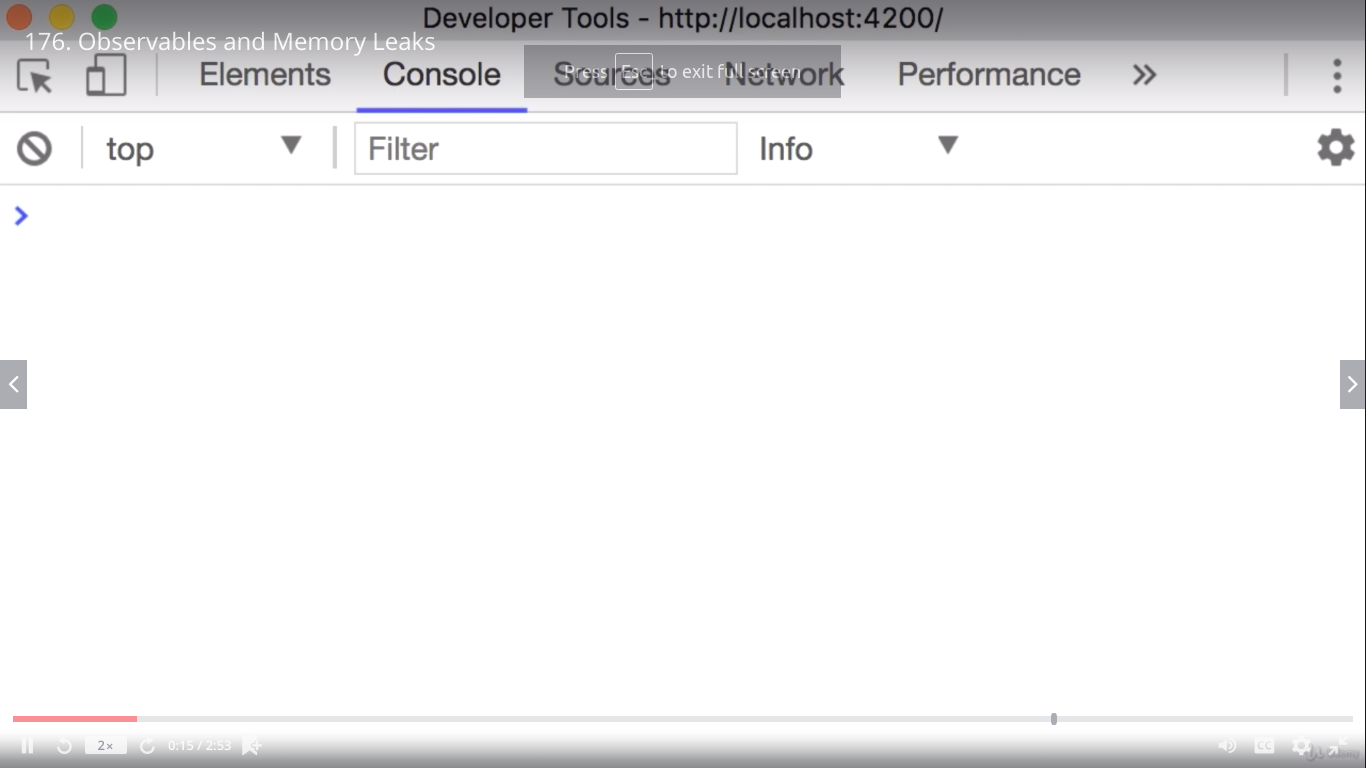 Developer Tools - http://localhost:4200/
176. Observables and Memory Leaks
Elements Console Sources Network Performance
Press Esc to exit full screen
top Filter Info
2x 0:15 / 2:53 CC
Udemy